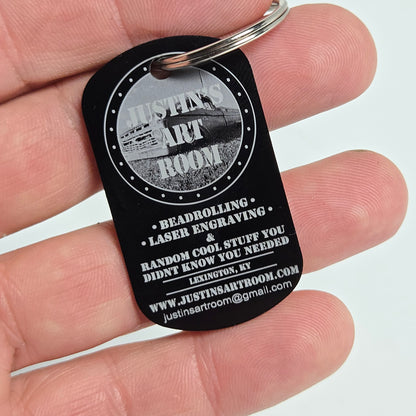 JUSTIN'S
ART
ROOM
• BEADROLLING •
• LASER ENGRAVING •
&
RANDOM COOL STUFF YOU
DIDNT KNOW YOU NEEDED
LEXINGTON, KY
WWW.JUSTINSARTROOM.COM
justinsartroom@gmail.com